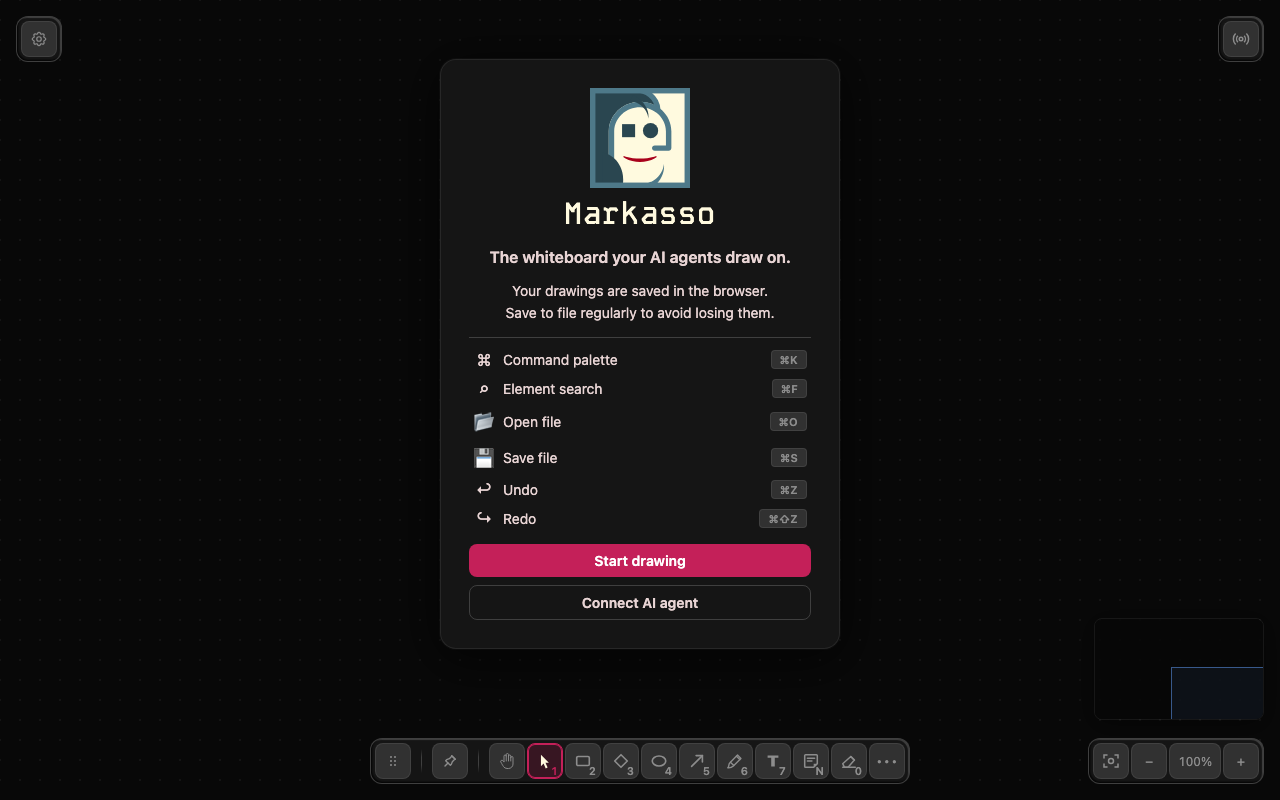 Markasso
The whiteboard your AI agents draw on.
Your drawings are saved in the browser.
Save to file regularly to avoid losing them.
⌘ Command palette ⌘K
Element search ⌘F
Open file ⌘O
Save file ⌘S
Undo ⌘Z
Redo ⌘⇧Z
Start drawing
Connect AI agent
1 2 3 4 5 6 T 7 N 0
− 100% +